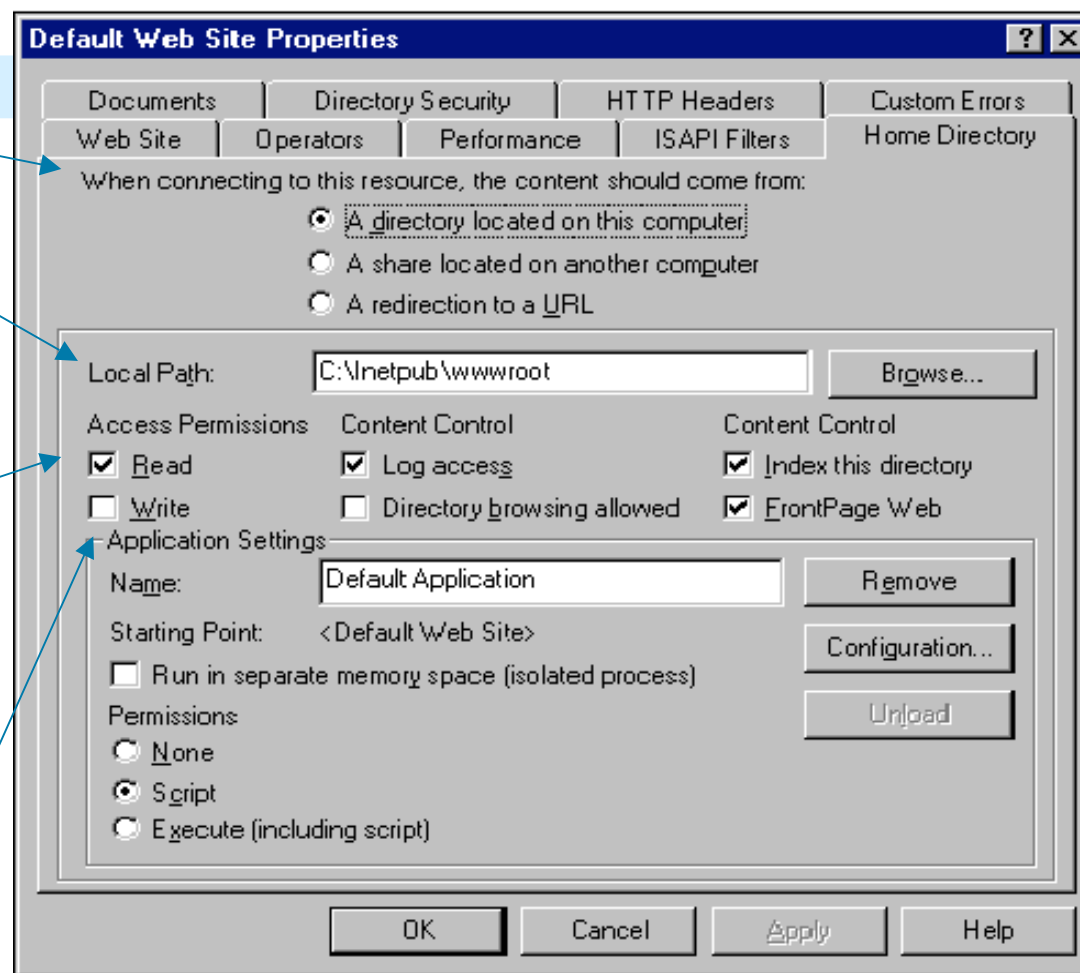 Default Web Site Properties
Documents Directory Security HTTP Headers Custom Errors
Web Site Operators Performance ISAPI Filters Home Directory
When connecting to this resource, the content should come from:
A directory located on this computer
A share located on another computer
A redirection to a URL
Local Path: C:\Inetpub\wwwroot Browse...
Access Permissions Content Control Content Control
Read Log access Index this directory
Write Directory browsing allowed FrontPage Web
Application Settings
Name: Default Application Remove
Starting Point: <Default Web Site> Configuration...
Run in separate memory space (isolated process)
Permissions Unload
None
Script
Execute (including script)
OK Cancel Apply Help